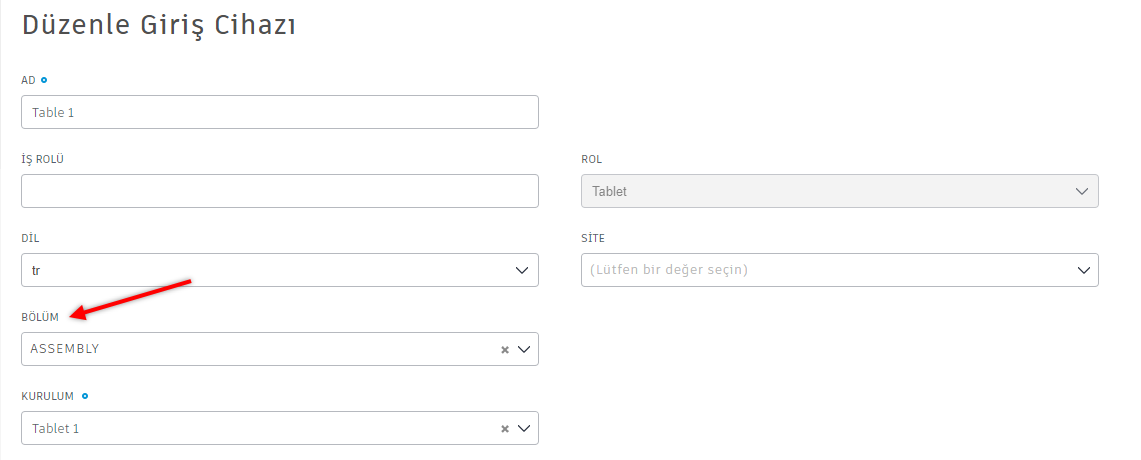 Düzenle Giriş Cihazı
AD
Table 1
İŞ ROLÜ
ROL
Tablet
DİL
SİTE
tr
(Lütfen bir değer seçin)
BÖLÜM
ASSEMBLY
KURULUM
Tablet 1